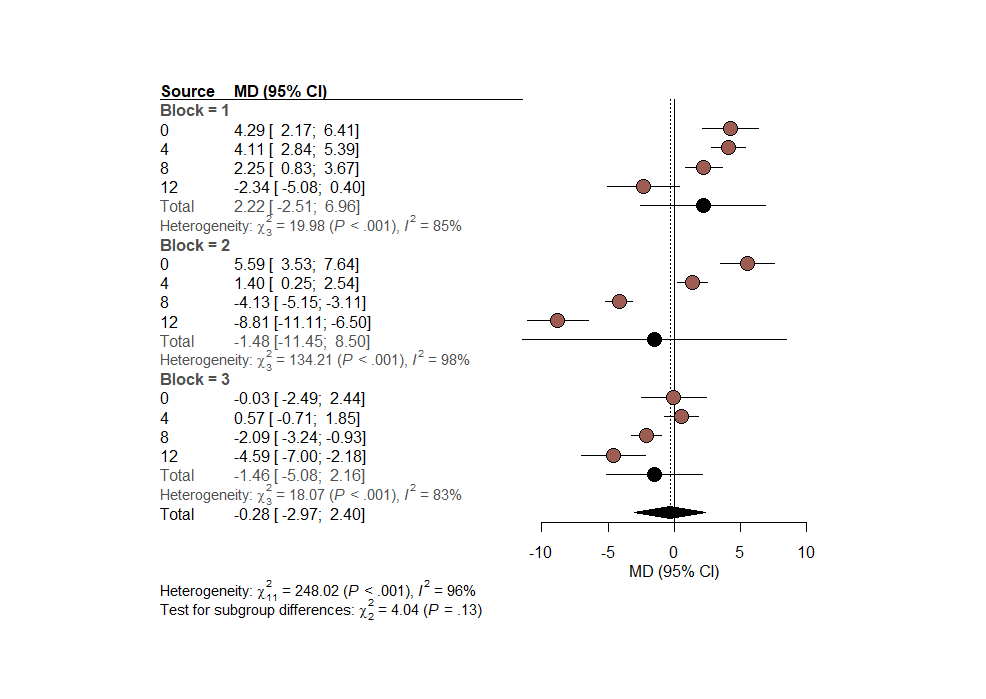 Source MD (95% CI)
Block = 1
0 4.29 [ 2.17; 6.41]
4 4.11 [ 2.84; 5.39]
8 2.25 [ 0.83; 3.67]
12 -2.34 [ -5.08; 0.40]
Total 2.22 [ -2.51; 6.96]
Heterogeneity: χ²₃ = 19.98 (P < .001), I² = 85%
Block = 2
0 5.59 [ 3.53; 7.64]
4 1.40 [ 0.25; 2.54]
8 -4.13 [ -5.15; -3.11]
12 -8.81 [-11.11; -6.50]
Total -1.48 [-11.45; 8.50]
Heterogeneity: χ²₃ = 134.21 (P < .001), I² = 98%
Block = 3
0 -0.03 [ -2.49; 2.44]
4 0.57 [ -0.71; 1.85]
8 -2.09 [ -3.24; -0.93]
12 -4.59 [ -7.00; -2.18]
Total -1.46 [ -5.08; 2.16]
Heterogeneity: χ²₃ = 18.07 (P < .001), I² = 83%
Total -0.28 [ -2.97; 2.40]
-10 -5 0 5 10
MD (95% CI)
Heterogeneity: χ²₁₁ = 248.02 (P < .001), I² = 96%
Test for subgroup differences: χ²₂ = 4.04 (P = .13)